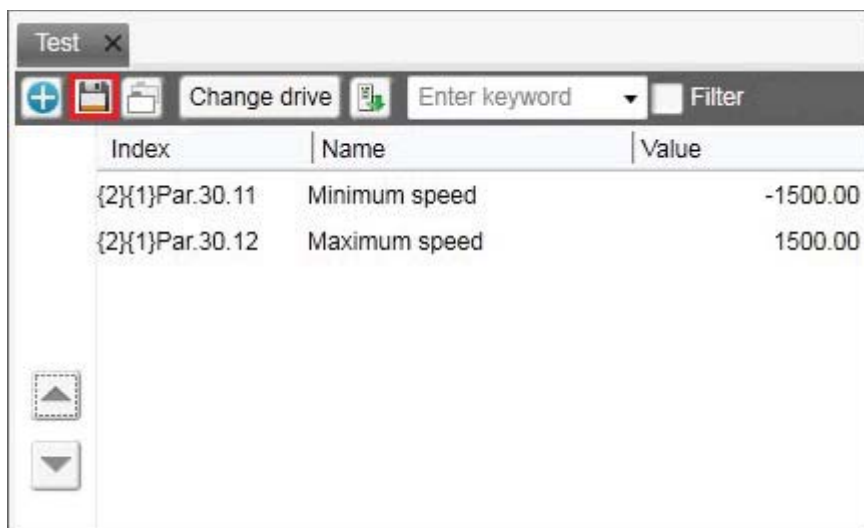 Test
Change drive Enter keyword Filter
Index Name Value
{2}{1}Par.30.11 Minimum speed -1500.00
{2}{1}Par.30.12 Maximum speed 1500.00